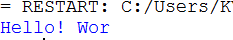 = RESTART: C:/Users/K
Hello! Wor